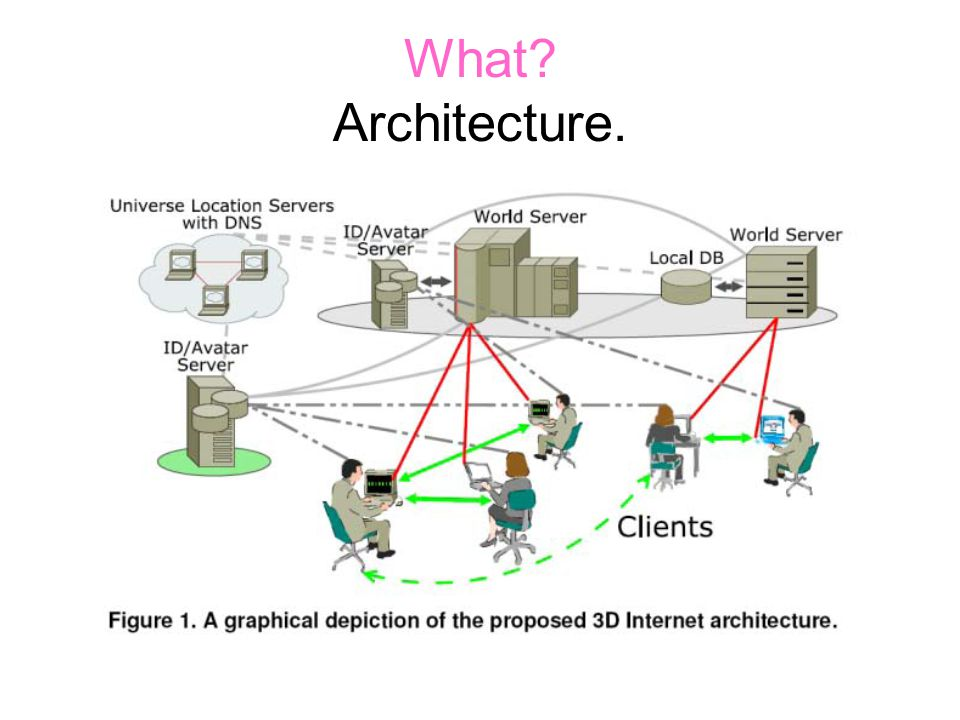 What?
Architecture.
Universe Location Servers
with DNS
ID/Avatar
Server
World Server
Local DB
World Server
ID/Avatar
Server
Clients
Figure 1. A graphical depiction of the proposed 3D Internet architecture.